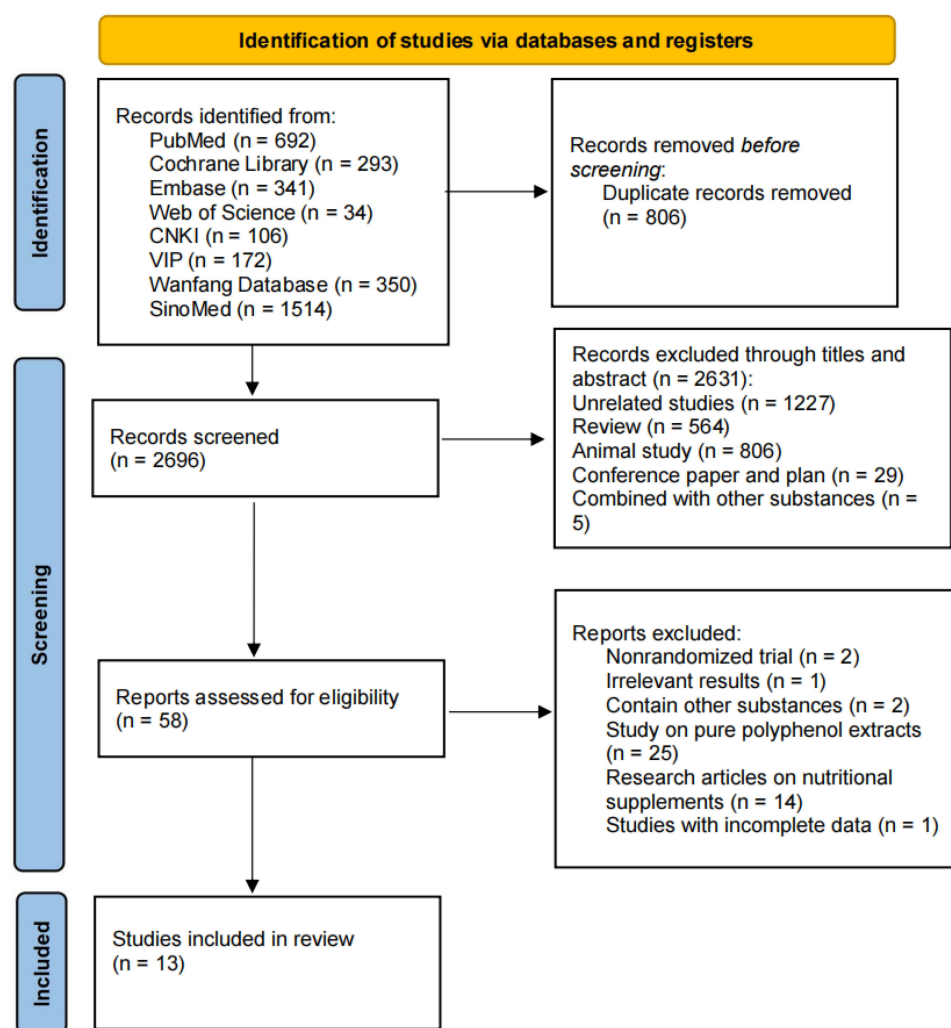 Identification of studies via databases and registers
Identification
Records identified from:
PubMed (n = 692)
Cochrane Library (n = 293)
Embase (n = 341)
Web of Science (n = 34)
CNKI (n = 106)
VIP (n = 172)
Wanfang Database (n = 350)
SinoMed (n = 1514)
Records removed before
screening:
Duplicate records removed
(n = 806)
Screening
Records screened
(n = 2696)
Records excluded through titles and
abstract (n = 2631):
Unrelated studies (n = 1227)
Review (n = 564)
Animal study (n = 806)
Conference paper and plan (n = 29)
Combined with other substances (n =
5)
Reports assessed for eligibility
(n = 58)
Reports excluded:
Nonrandomized trial (n = 2)
Irrelevant results (n = 1)
Contain other substances (n = 2)
Study on pure polyphenol extracts
(n = 25)
Research articles on nutritional
supplements (n = 14)
Studies with incomplete data (n = 1)
Included
Studies included in review
(n = 13)